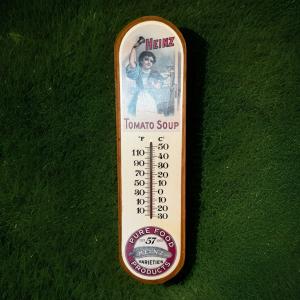 HEINZ
TOMATO SOUP
°F C°
50
110 40
90 30
70 20
50 10
30 0
10 10
10 20
30
PURE FOOD
57
HEINZ
VARIETIES
PRODUCTS